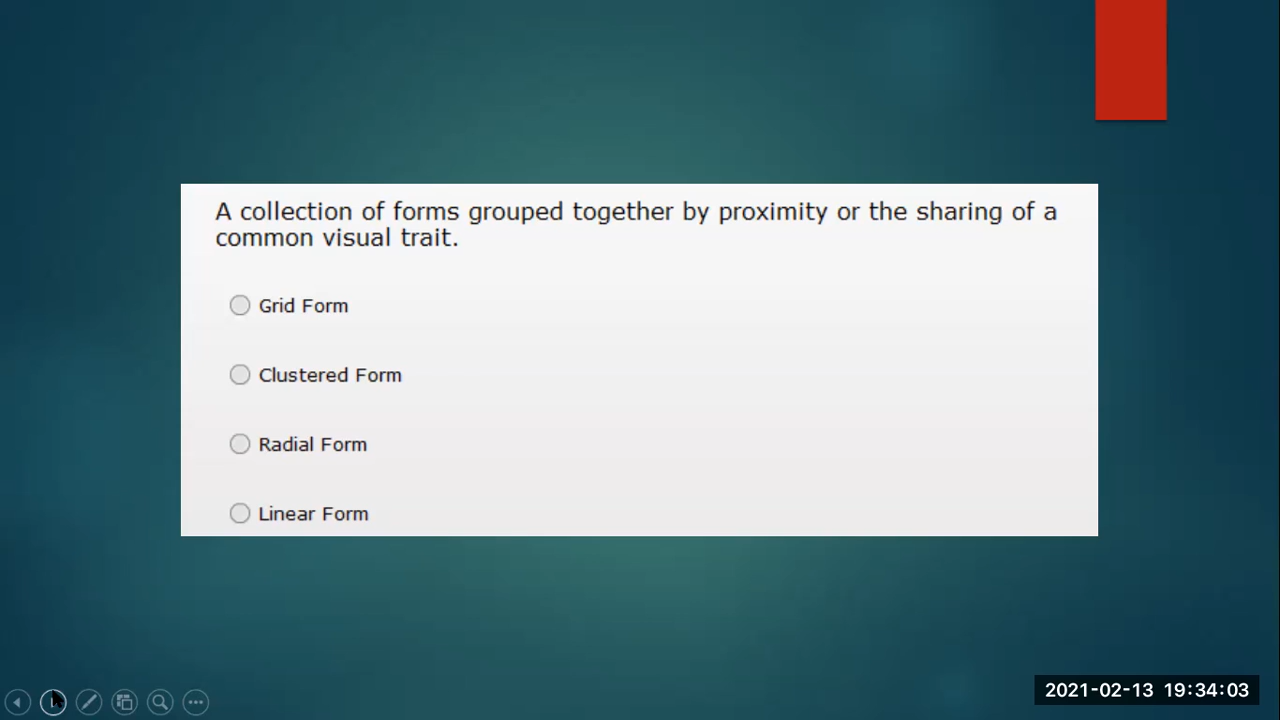 A collection of forms grouped together by proximity or the sharing of a
common visual trait.
Grid Form
Clustered Form
Radial Form
Linear Form
2021-02-13 19:34:03